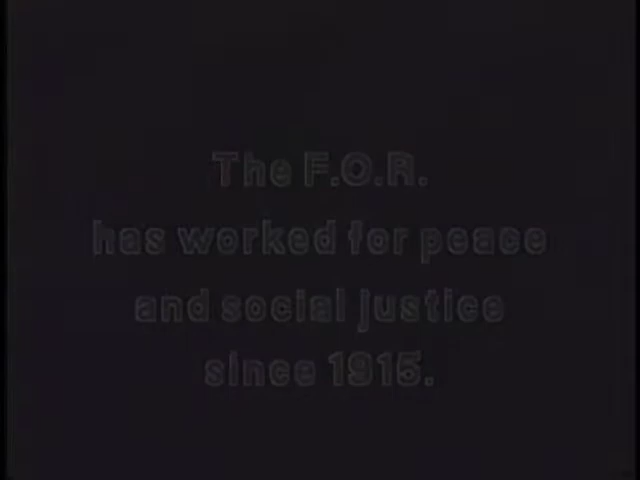 The F.O.R.
has worked for peace
and social justice
since 1915.